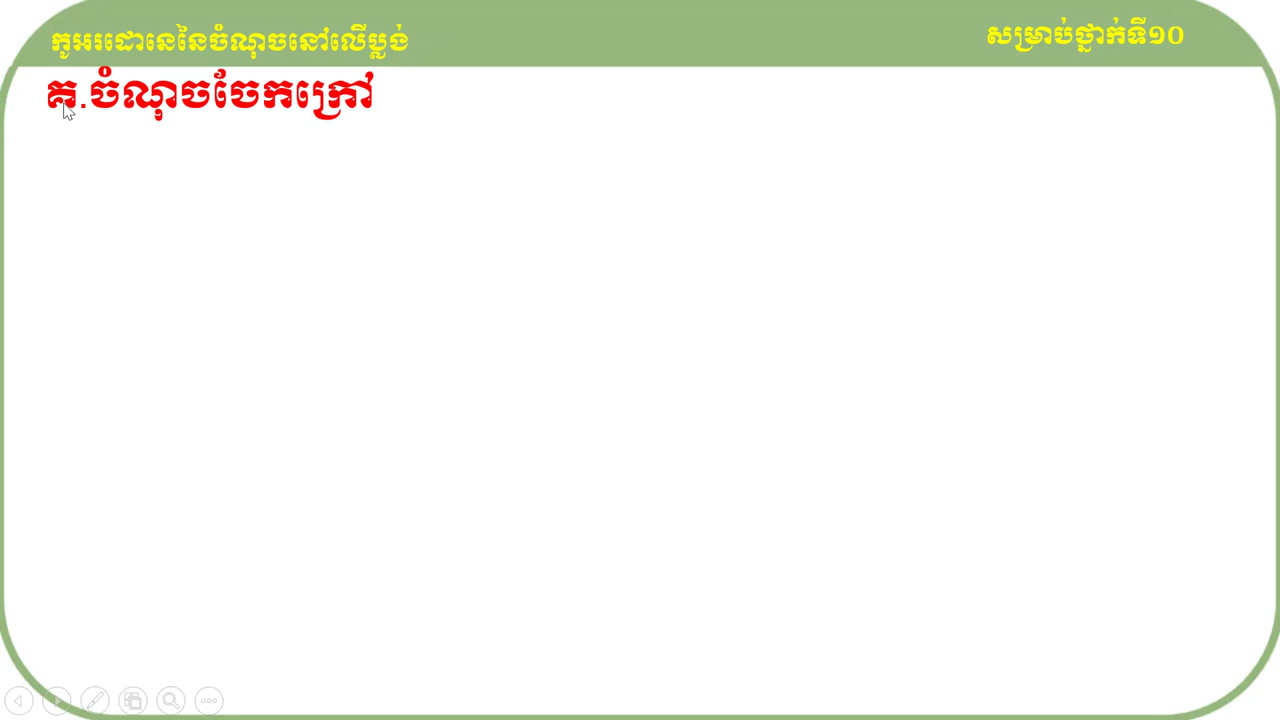 កូអរដោនេនៃចំណុចនៅលើប្លង់
សម្រាប់ថ្នាក់ទី១០
គ.ចំណុចចែកក្រៅ